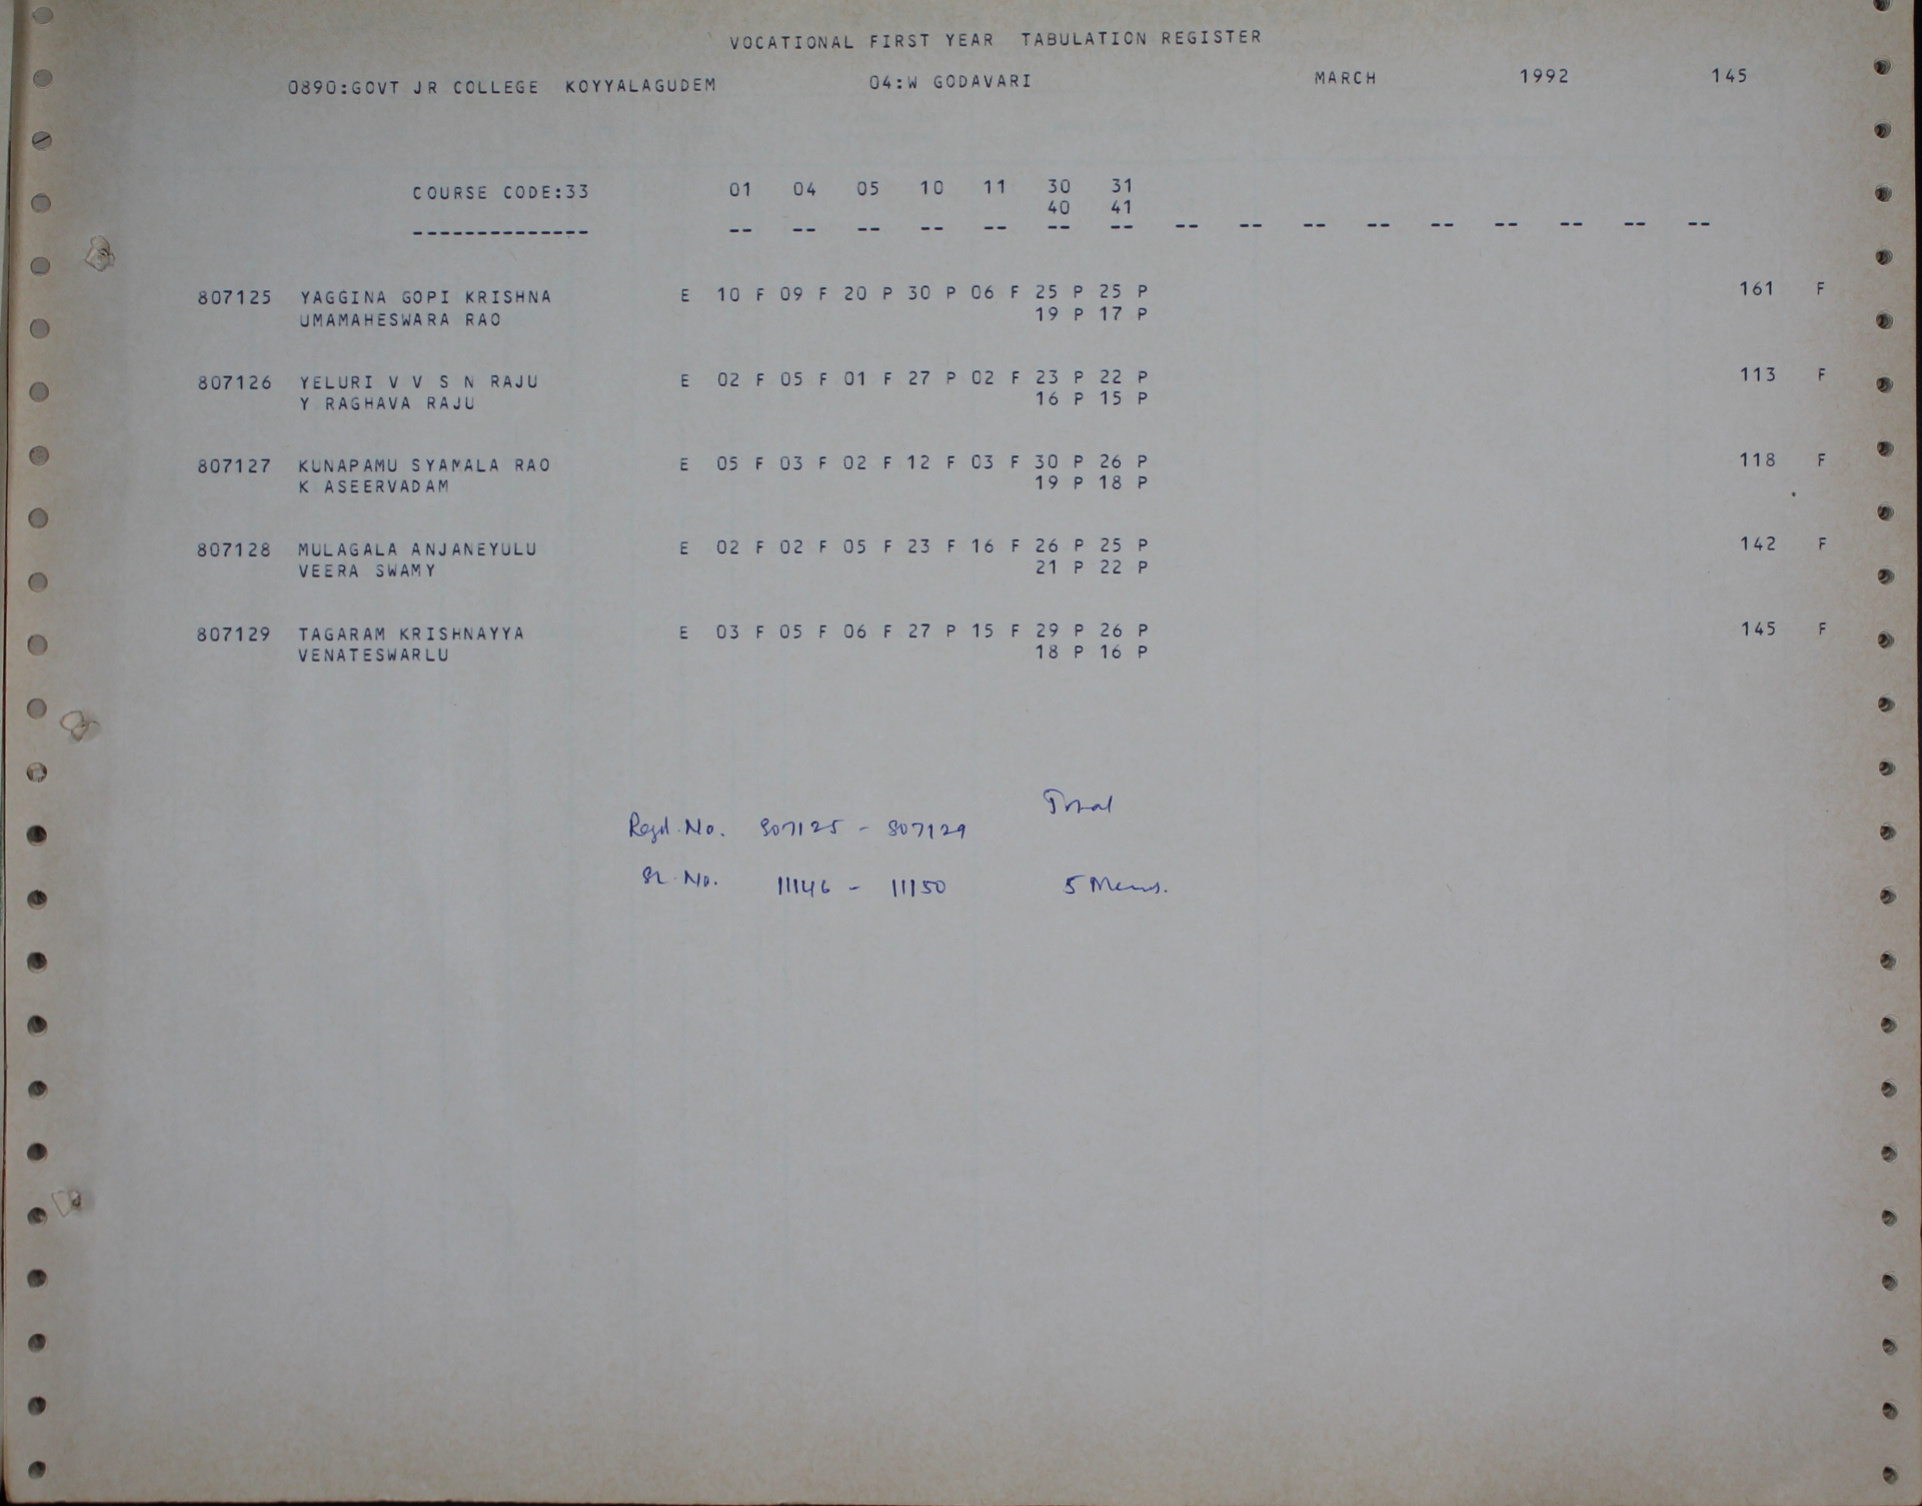 VOCATIONAL FIRST YEAR TABULATION REGISTER
0890:GOVT JR COLLEGE KOYYALAGUDEM 04:W GODAVARI MARCH 1992 145
COURSE CODE:33 01 04 05 10 11 30 31
40 41
-------------- -- -- -- -- -- -- -- -- -- -- -- -- -- -- -- --
807125 YAGGINA GOPI KRISHNA E 10 F 09 F 20 P 30 P 06 F 25 P 25 P 161 F
UMAMAHESWARA RAO 19 P 17 P
807126 YELURI V V S N RAJU E 02 F 05 F 01 F 27 P 02 F 23 P 22 P 113 F
Y RAGHAVA RAJU 16 P 15 P
807127 KUNAPAMU SYAMALA RAO E 05 F 03 F 02 F 12 F 03 F 30 P 26 P 118 F
K ASEERVADAM 19 P 18 P
807128 MULAGALA ANJANEYULU E 02 F 02 F 05 F 23 F 16 F 26 P 25 P 142 F
VEERA SWAMY 21 P 22 P
807129 TAGARAM KRISHNAYYA E 03 F 05 F 06 F 27 P 15 F 29 P 26 P 145 F
VENATESWARLU 18 P 16 P
Total
Regd. No. 807125 - 807129
Sl. No. 11146 - 11150 5 Mem.